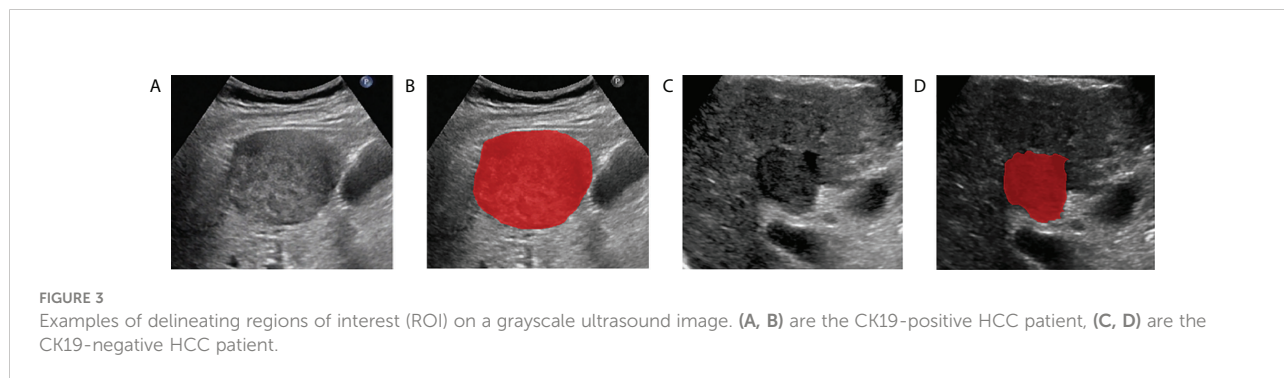 A B C D
FIGURE 3
Examples of delineating regions of interest (ROI) on a grayscale ultrasound image. (A, B) are the CK19-positive HCC patient, (C, D) are the
CK19-negative HCC patient.